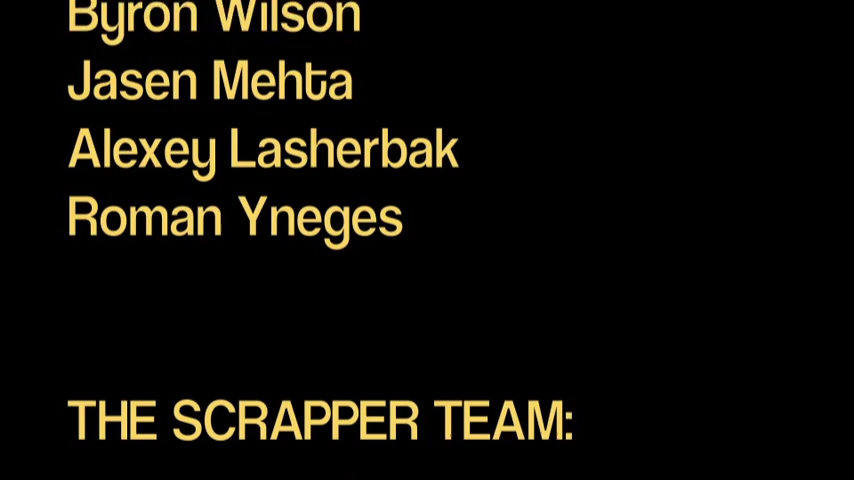 Byron Wilson
Jasen Mehta
Alexey Lasherbak
Roman Yneges
THE SCRAPPER TEAM: